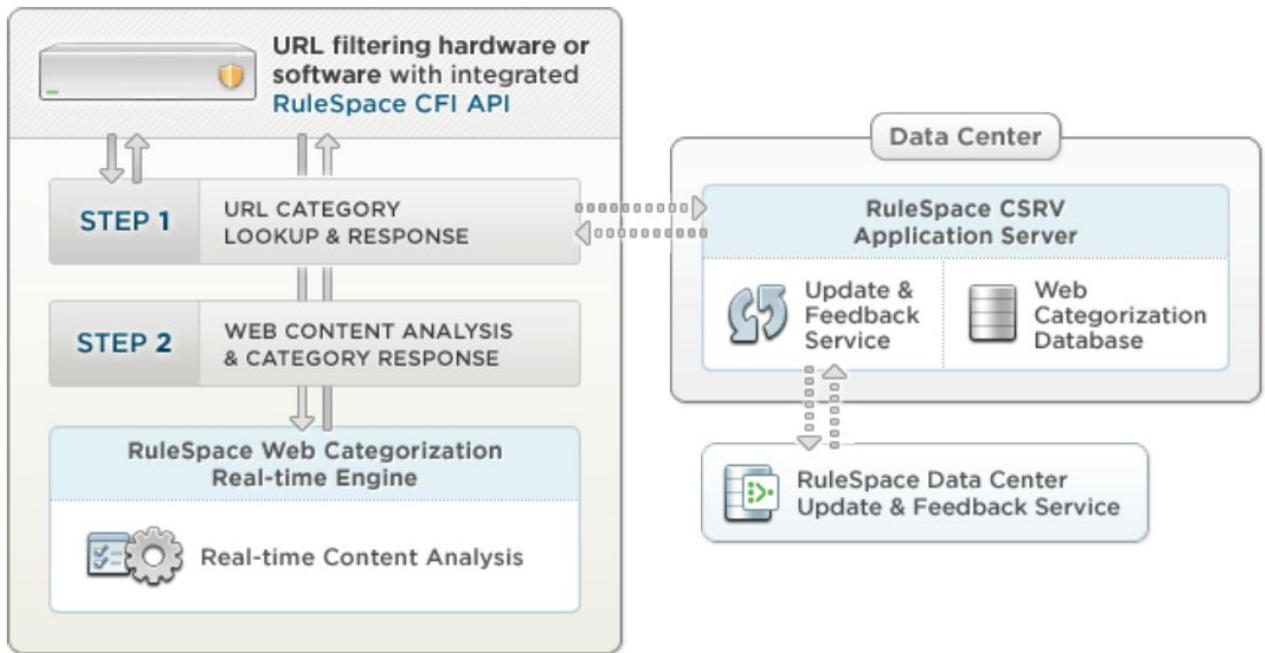 URL filtering hardware or
software with integrated
RuleSpace CFI API
STEP 1
URL CATEGORY
LOOKUP & RESPONSE
STEP 2
WEB CONTENT ANALYSIS
& CATEGORY RESPONSE
RuleSpace Web Categorization
Real-time Engine
Real-time Content Analysis
Data Center
RuleSpace CSRV
Application Server
Update &
Feedback
Service
Web
Categorization
Database
RuleSpace Data Center
Update & Feedback Service